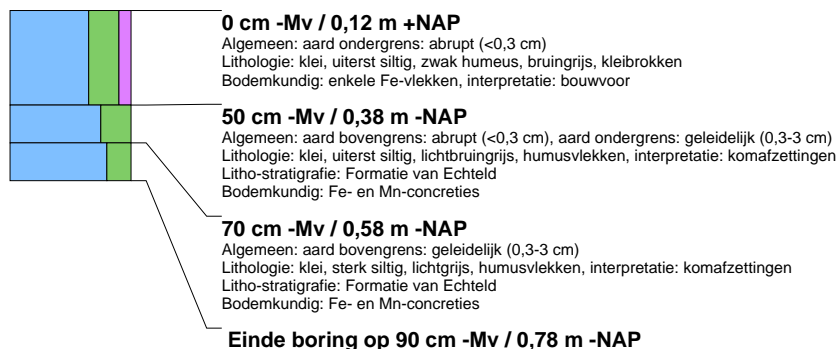 0 cm -Mv / 0,12 m +NAP
Algemeen: aard ondergrens: abrupt (<0,3 cm)
Lithologie: klei, uiterst siltig, zwak humeus, bruingrijs, kleibrokken
Bodemkundig: enkele Fe-vlekken, interpretatie: bouwvoor
50 cm -Mv / 0,38 m -NAP
Algemeen: aard bovengrens: abrupt (<0,3 cm), aard ondergrens: geleidelijk (0,3-3 cm)
Lithologie: klei, uiterst siltig, lichtbruingrijs, humusvlekken, interpretatie: komafzettingen
Litho-stratigrafie: Formatie van Echteld
Bodemkundig: Fe- en Mn-concreties
70 cm -Mv / 0,58 m -NAP
Algemeen: aard bovengrens: geleidelijk (0,3-3 cm)
Lithologie: klei, sterk siltig, lichtgrijs, humusvlekken, interpretatie: komafzettingen
Litho-stratigrafie: Formatie van Echteld
Bodemkundig: Fe- en Mn-concreties
Einde boring op 90 cm -Mv / 0,78 m -NAP